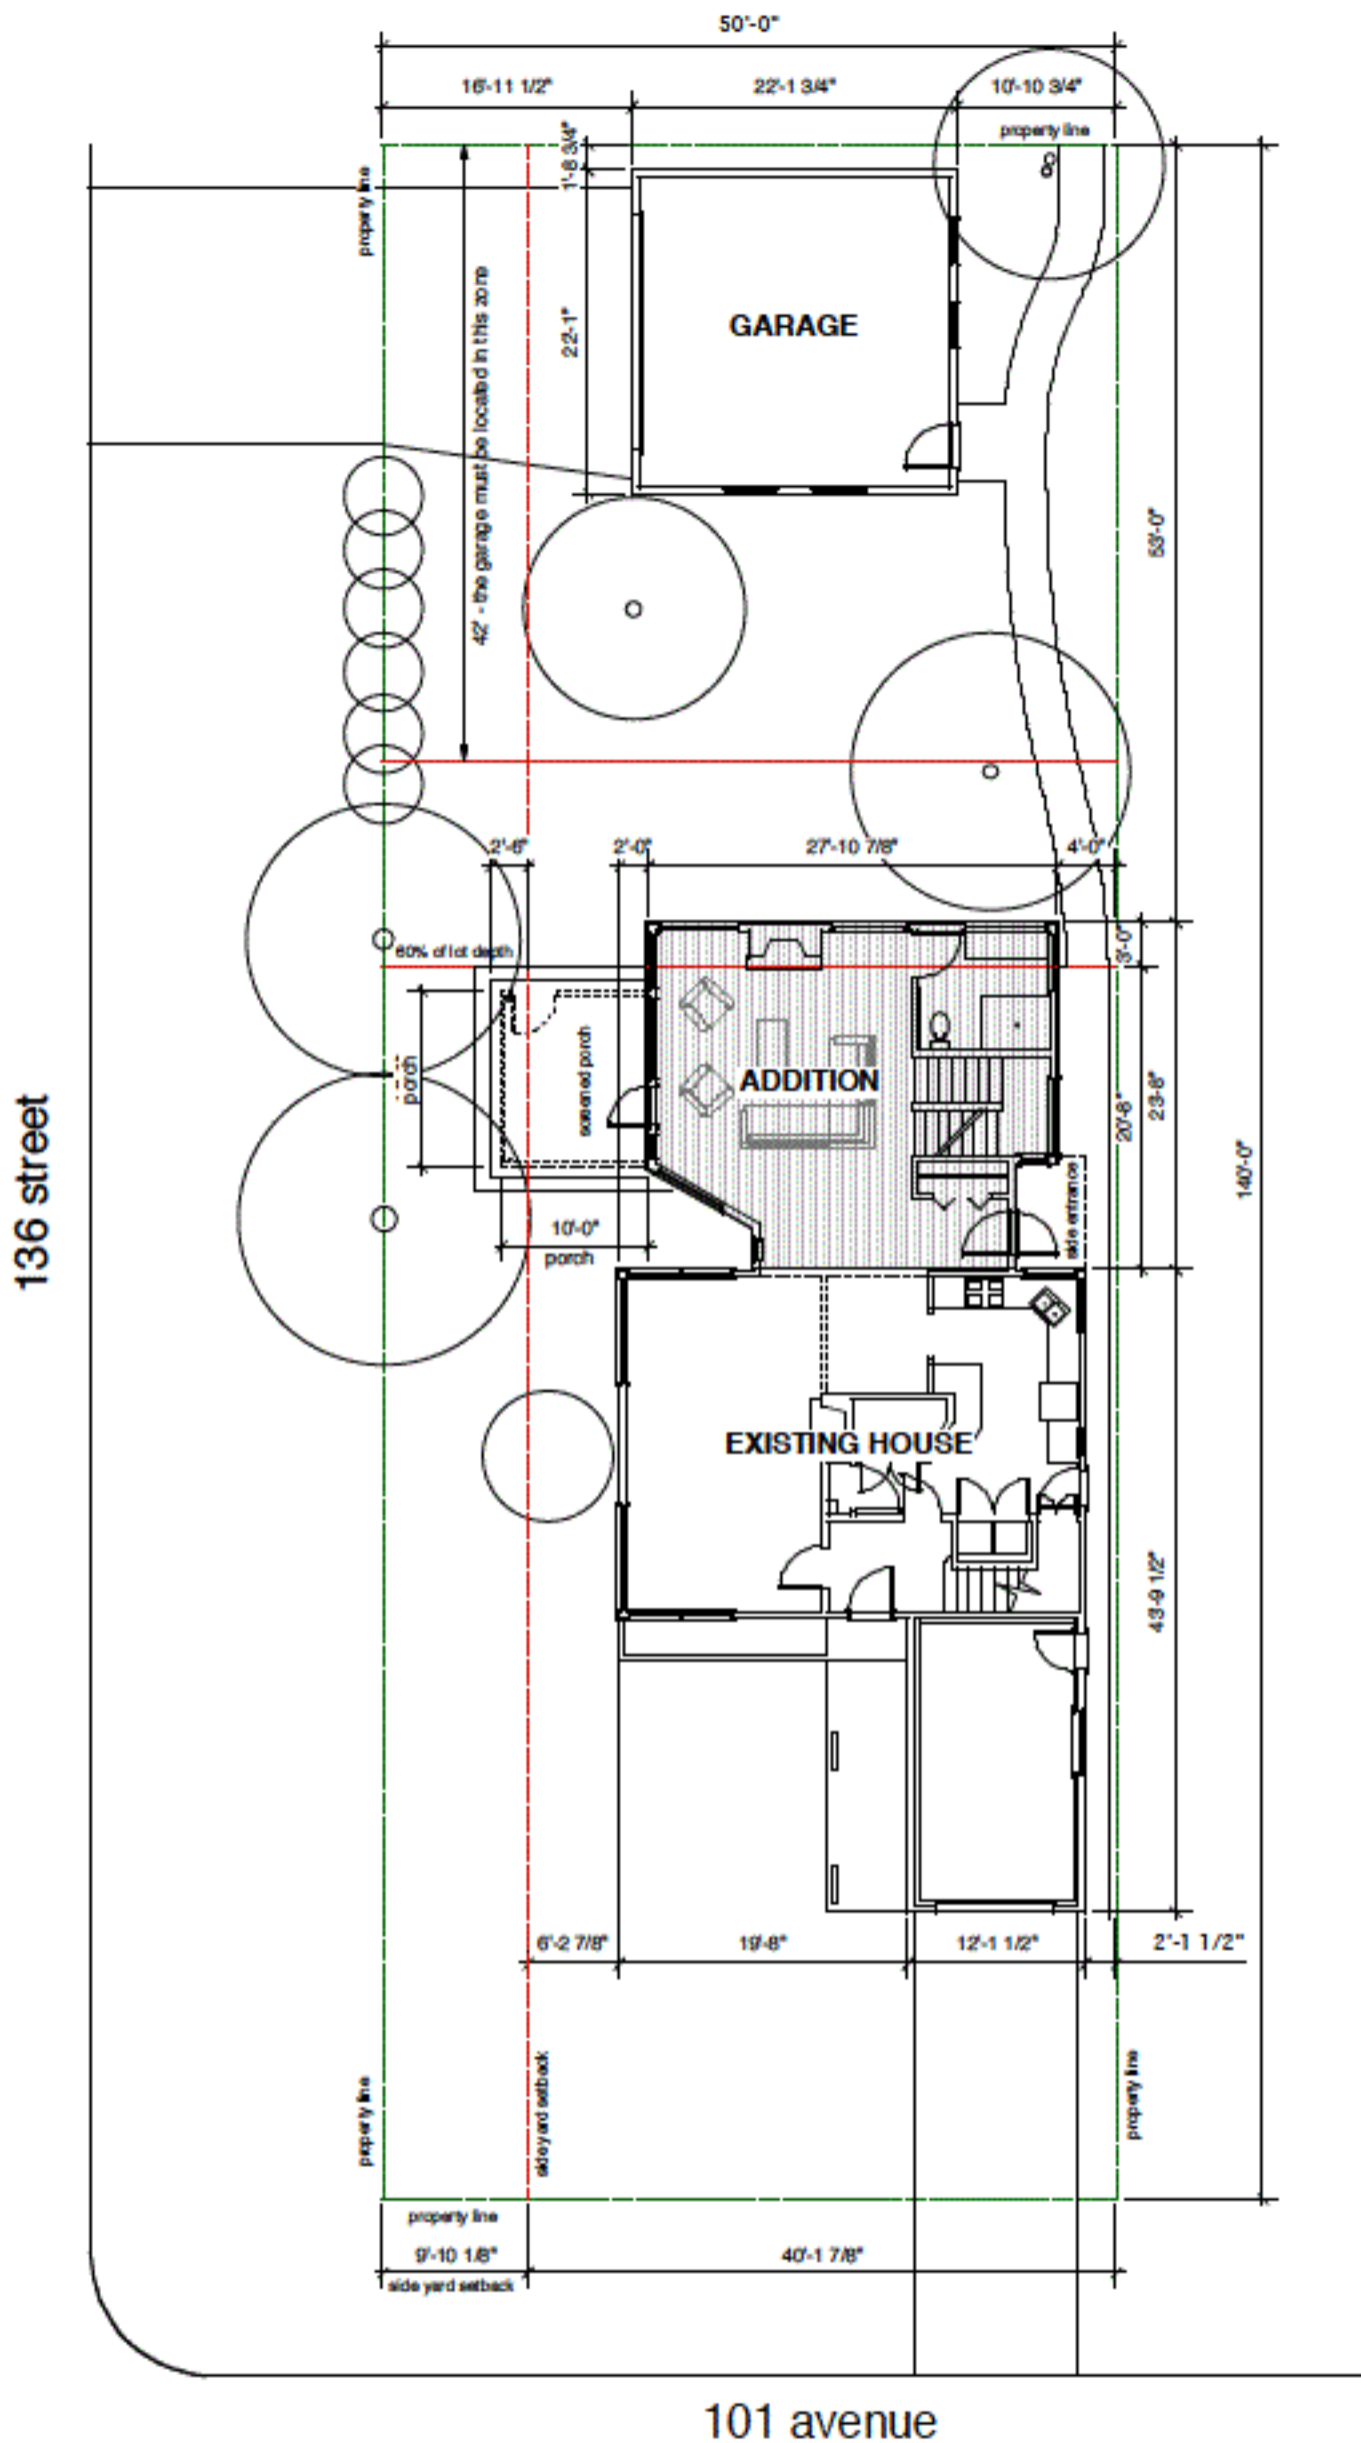 50'-0"
16'-11 1/2"
22'-1 3/4"
10'-10 3/4"
property line
1'-8 3/4"
property line
42' - the garage must be located in this zone
22'-1"
GARAGE
53'-0"
2'-6"
2'-0"
27'-10 7/8"
4'-0"
60% of lot depth
3'-0"
porch
screened porch
ADDITION
20'-8"
23'-8"
140'-0"
136 street
10'-0"
porch
side entrance
EXISTING HOUSE
43'-9 1/2"
6'-2 7/8"
19'-8"
12'-1 1/2"
2'-1 1/2"
property line
side yard setback
property line
property line
9'-10 1/8"
40'-1 7/8"
side yard setback
101 avenue